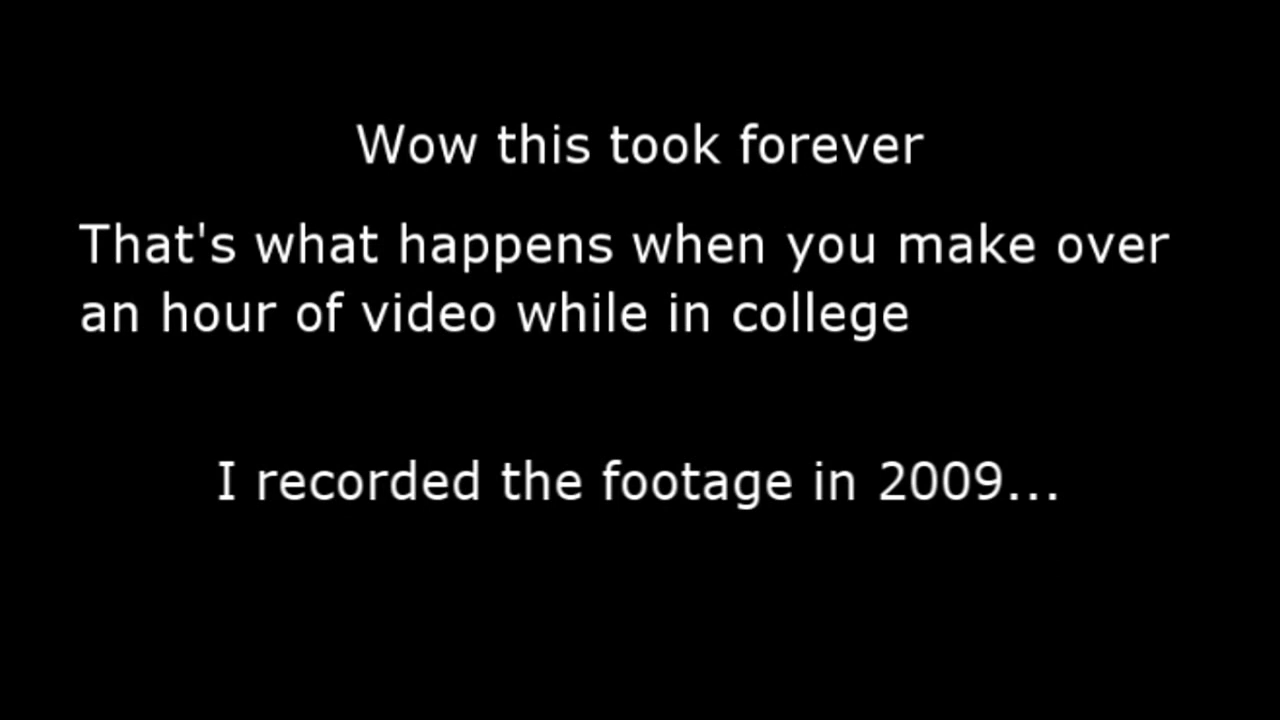 Wow this took forever
That's what happens when you make over
an hour of video while in college
I recorded the footage in 2009...